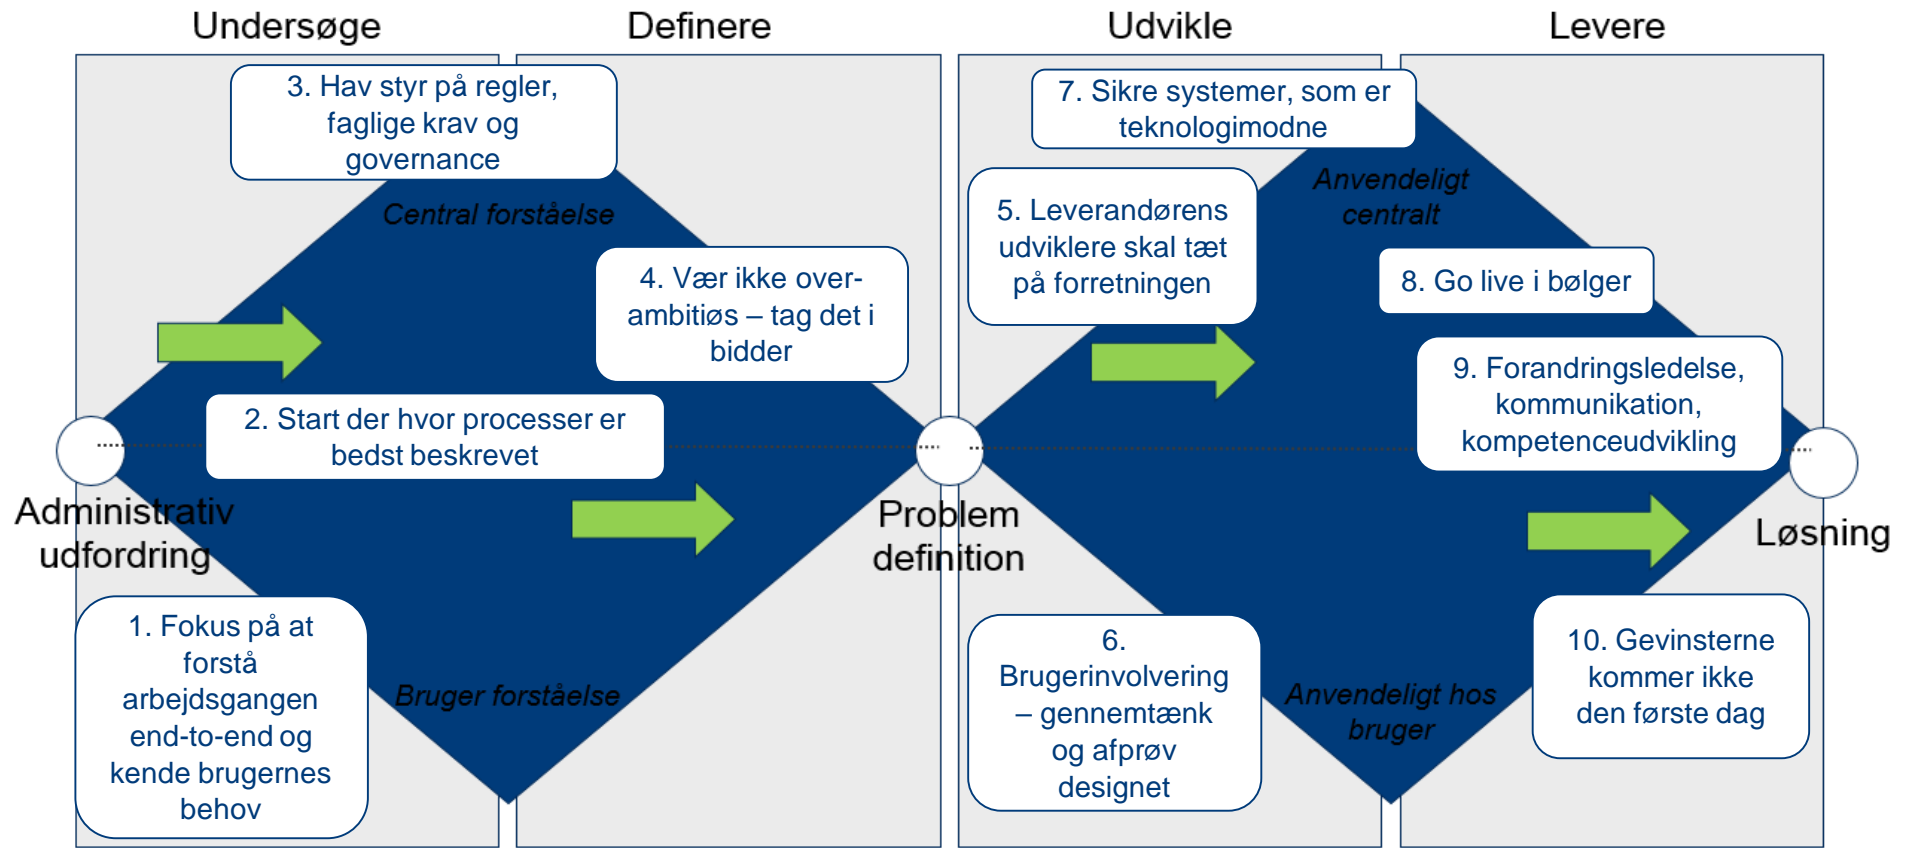 Undersøge
Definere
Udvikle
Levere
3. Hav styr på regler,
faglige krav og
governance
Central forståelse
4. Vær ikke over-
ambitiøs – tag det i
bidder
2. Start der hvor processer er
bedst beskrevet
Administrativ
udfordring
1. Fokus på at
forstå
arbejdsgangen
end-to-end og
kende brugernes
behov
Bruger forståelse
Problem
definition
7. Sikre systemer, som er
teknologimodne
Anvendeligt
centralt
5. Leverandørens
udviklere skal tæt
på forretningen
8. Go live i bølger
9. Forandringsledelse,
kommunikation,
kompetenceudvikling
Løsning
6.
Brugerinvolvering
– gennemtænk
og afprøv
designet
Anvendeligt hos
bruger
10. Gevinsterne
kommer ikke
den første dag